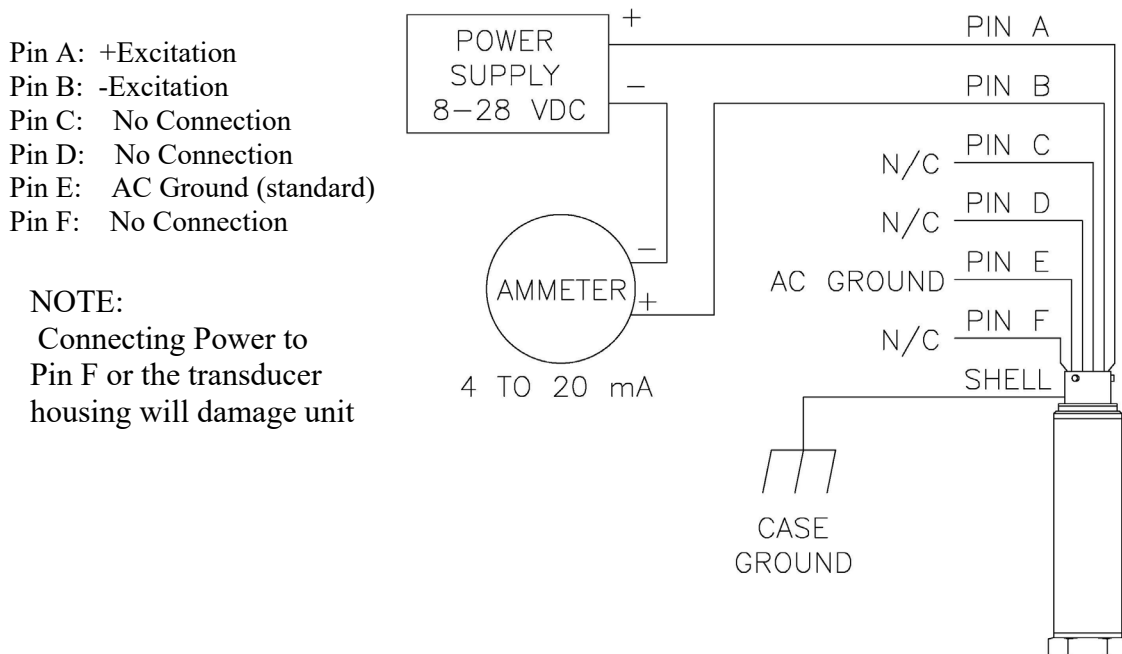 Pin A: +Excitation
Pin B: -Excitation
Pin C: No Connection
Pin D: No Connection
Pin E: AC Ground (standard)
Pin F: No Connection
NOTE:
Connecting Power to
Pin F or the transducer
housing will damage unit
POWER
SUPPLY
8-28 VDC
+
-
AMMETER
-
+
4 TO 20 mA
PIN A
PIN B
N/C PIN C
N/C PIN D
AC GROUND PIN E
N/C PIN F
SHELL
CASE
GROUND